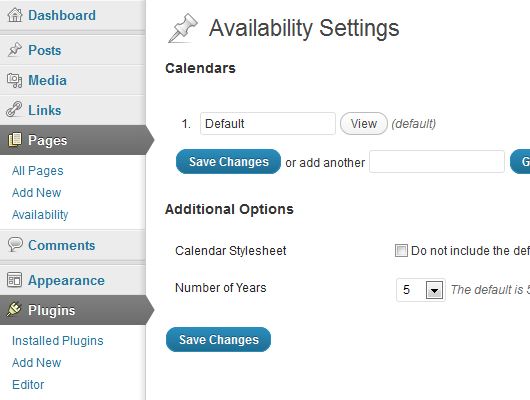 Dashboard
Posts
Media
Links
Pages
All Pages
Add New
Availability
Comments
Appearance
Plugins
Installed Plugins
Add New
Editor
Availability Settings
Calendars
1. Default View (default)
Save Changes or add another G
Additional Options
Calendar Stylesheet Do not include the def
Number of Years 5 The default is 5
Save Changes